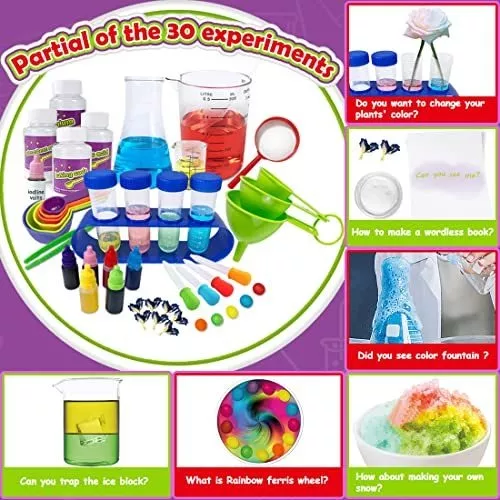 Partial of the 30 experiments
Do you want to change your
plants' color?
Can you see me?
How to make a wordless book?
Did you see color fountain ?
Can you trap the ice block?
What is Rainbow ferris wheel?
How about making your own
snow?